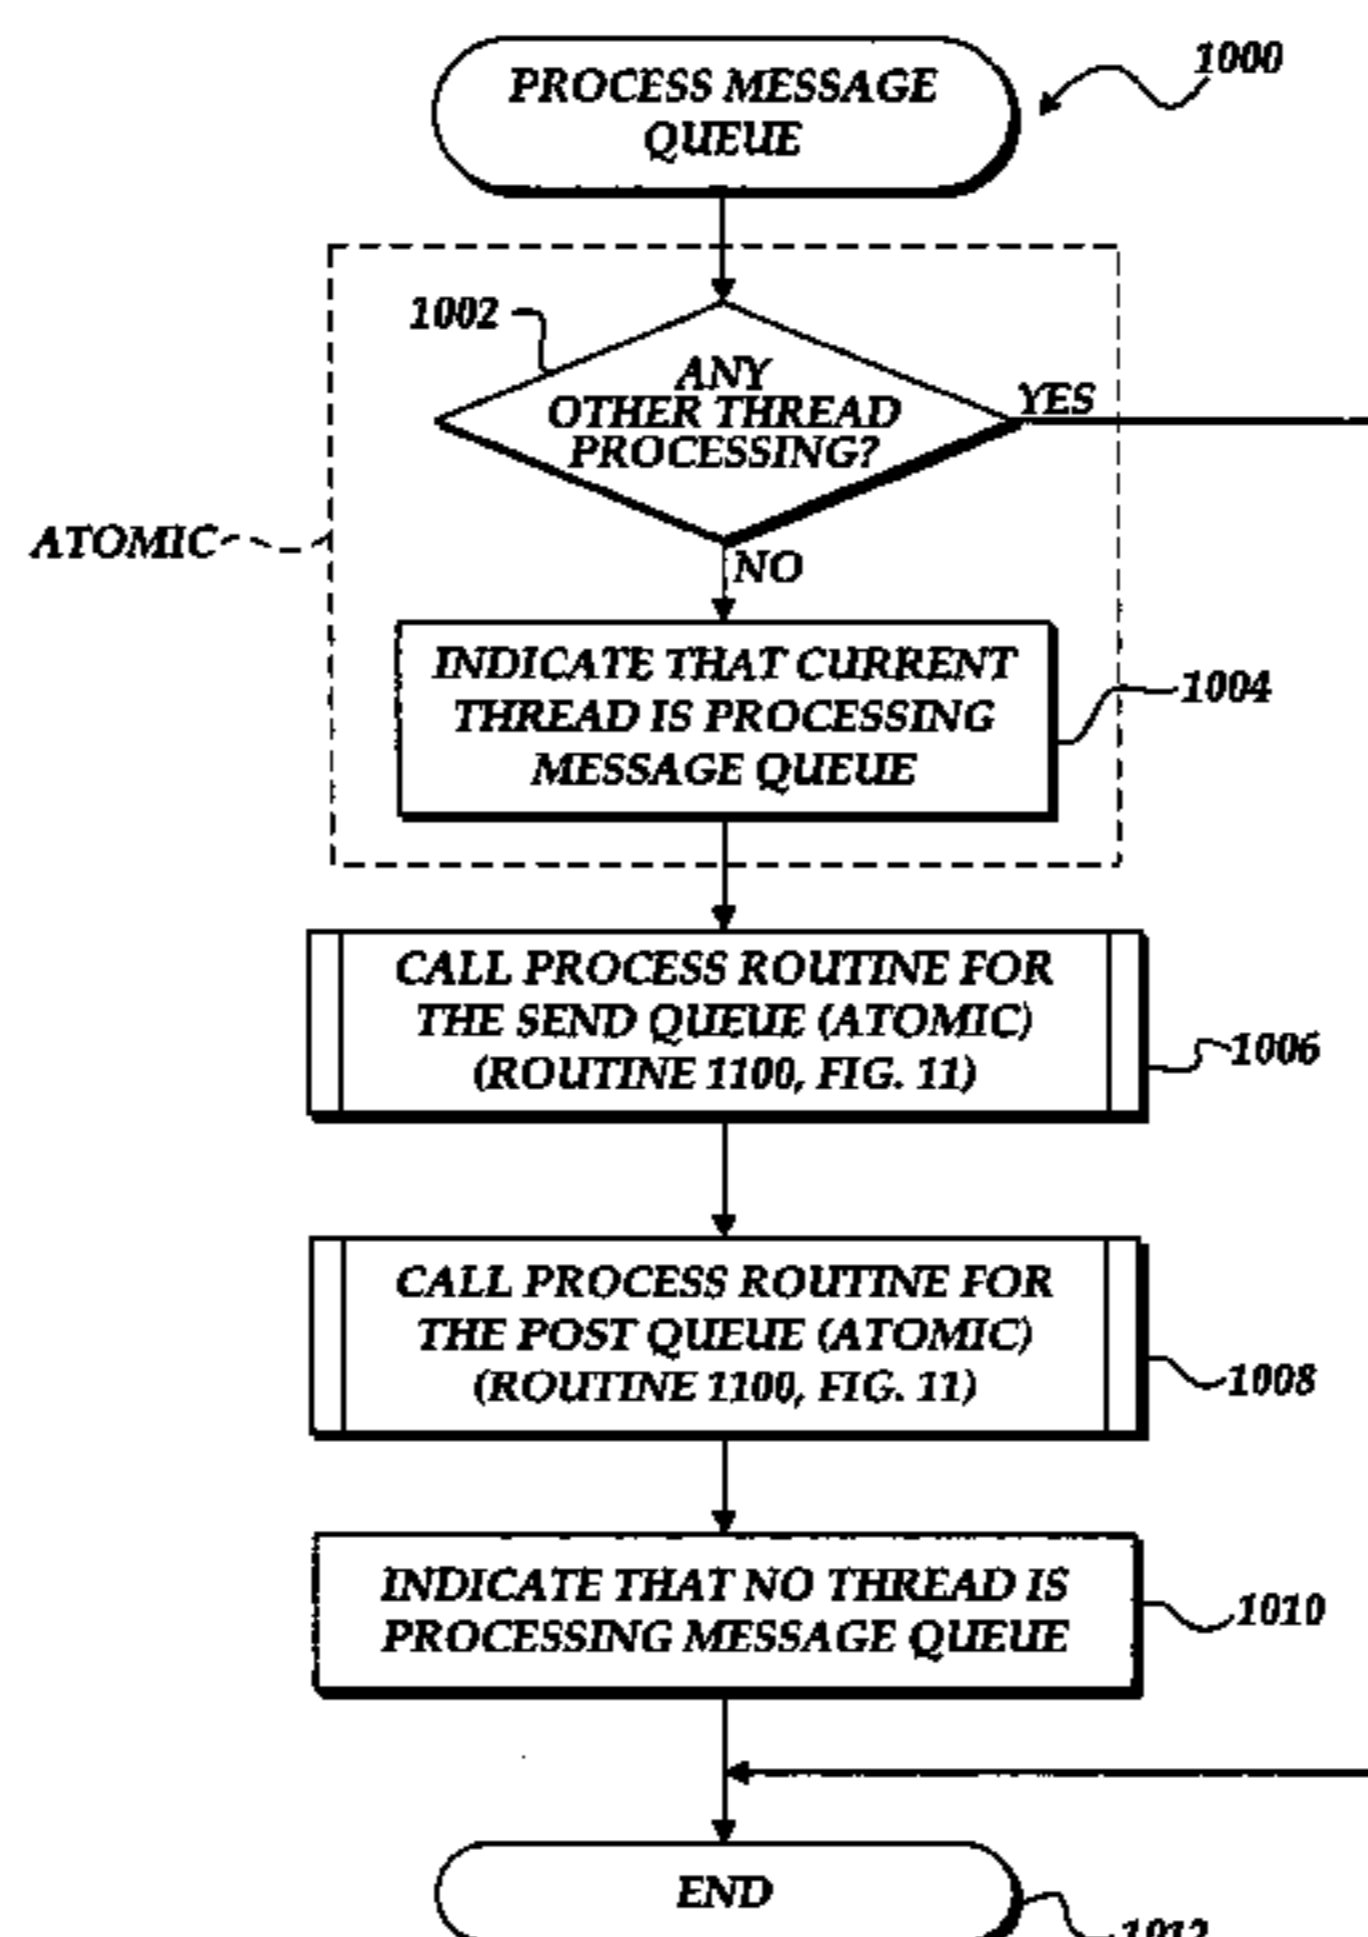 PROCESS MESSAGE
QUEUE
1000
1002
ANY
OTHER THREAD
PROCESSING?
YES
ATOMIC
NO
INDICATE THAT CURRENT
THREAD IS PROCESSING
MESSAGE QUEUE
1004
CALL PROCESS ROUTINE FOR
THE SEND QUEUE (ATOMIC)
(ROUTINE 1100, FIG. 11)
1006
CALL PROCESS ROUTINE FOR
THE POST QUEUE (ATOMIC)
(ROUTINE 1100, FIG. 11)
1008
INDICATE THAT NO THREAD IS
PROCESSING MESSAGE QUEUE
1010
END
1012